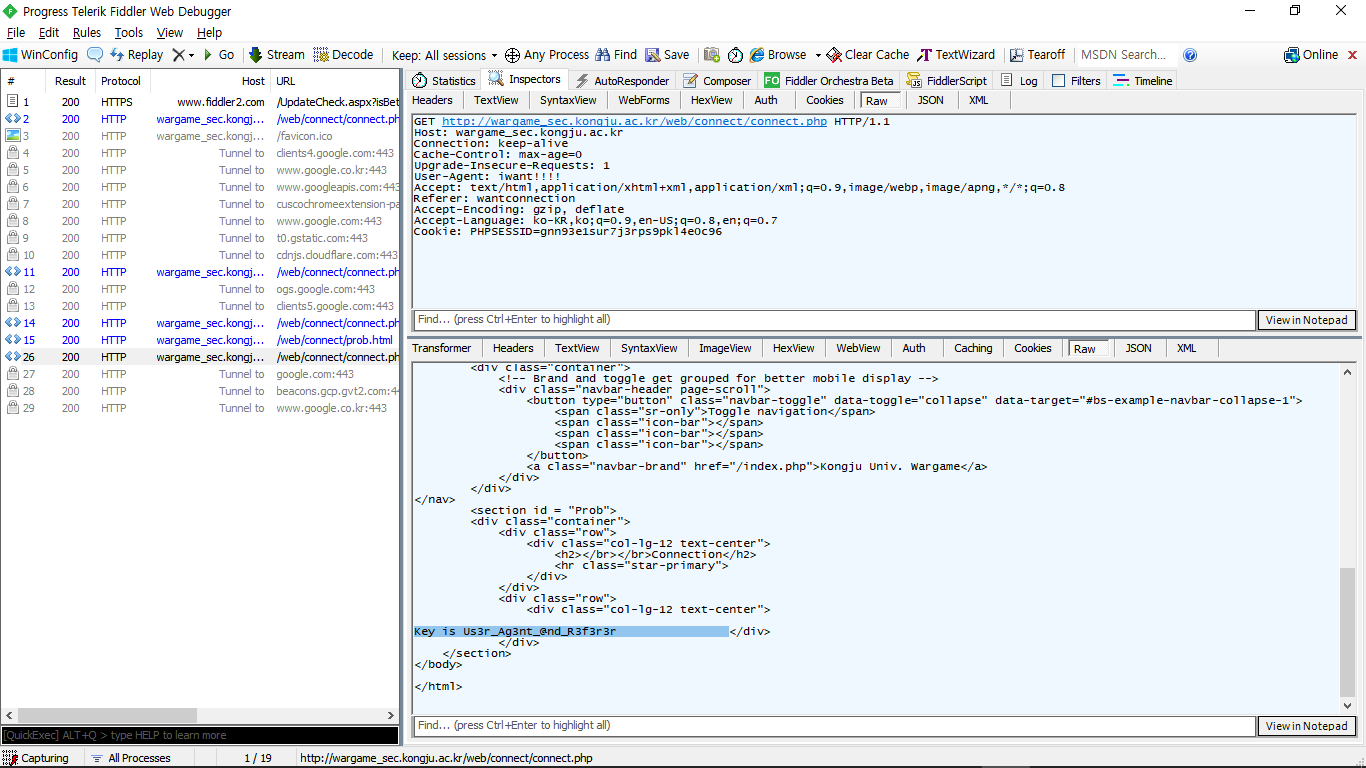 Progress Telerik Fiddler Web Debugger
File Edit Rules Tools View Help
WinConfig Replay Go Stream Decode Keep: All sessions Any Process Find Save Browse Clear Cache TextWizard Tearoff MSDN Search... Online
# Result Protocol Host URL
1 200 HTTPS www.fiddler2.com /UpdateCheck.aspx?isBet
2 200 HTTP wargame_sec.kongj... /web/connect/connect.ph
3 200 HTTP wargame_sec.kongj... /favicon.ico
4 200 HTTP Tunnel to clients4.google.com:443
5 200 HTTP Tunnel to www.google.co.kr:443
6 200 HTTP Tunnel to www.googleapis.com:443
7 200 HTTP Tunnel to cuscochromeextension-pa
8 200 HTTP Tunnel to www.google.com:443
9 200 HTTP Tunnel to t0.gstatic.com:443
10 200 HTTP Tunnel to cdnjs.cloudflare.com:443
11 200 HTTP wargame_sec.kongj... /web/connect/connect.ph
12 200 HTTP Tunnel to ogs.google.com:443
13 200 HTTP Tunnel to clients5.google.com:443
14 200 HTTP wargame_sec.kongj... /web/connect/connect.ph
15 200 HTTP wargame_sec.kongj... /web/connect/prob.html
26 200 HTTP wargame_sec.kongj... /web/connect/connect.ph
27 200 HTTP Tunnel to google.com:443
28 200 HTTP Tunnel to beacons.gcp.gvt2.com:4
29 200 HTTP Tunnel to www.google.co.kr:443
[QuickExec] ALT+Q > type HELP to learn more
Statistics Inspectors AutoResponder Composer FO Fiddler Orchestra Beta FiddlerScript Log Filters Timeline
Headers TextView SyntaxView WebForms HexView Auth Cookies Raw JSON XML
GET http://wargame_sec.kongju.ac.kr/web/connect/connect.php HTTP/1.1
Host: wargame_sec.kongju.ac.kr
Connection: keep-alive
Cache-Control: max-age=0
Upgrade-Insecure-Requests: 1
User-Agent: iwant!!!!
Accept: text/html,application/xhtml+xml,application/xml;q=0.9,image/webp,image/apng,*/*;q=0.8
Referer: wantconnection
Accept-Encoding: gzip, deflate
Accept-Language: ko-KR,ko;q=0.9,en-US;q=0.8,en;q=0.7
Cookie: PHPSESSID=gnn93e1sur7j3rps9pkl4e0c96
Find... (press Ctrl+Enter to highlight all) View in Notepad
Transformer Headers TextView SyntaxView ImageView HexView WebView Auth Caching Cookies Raw JSON XML
<div class="container">
<!-- Brand and toggle get grouped for better mobile display -->
<div class="navbar-header page-scroll">
<button type="button" class="navbar-toggle" data-toggle="collapse" data-target="#bs-example-navbar-collapse-1">
<span class="sr-only">Toggle navigation</span>
<span class="icon-bar"></span>
<span class="icon-bar"></span>
<span class="icon-bar"></span>
</button>
<a class="navbar-brand" href="/index.php">Kongju Univ. Wargame</a>
</div>
</div>
</nav>
<section id = "Prob">
<div class="container">
<div class="row">
<div class="col-lg-12 text-center">
<h2></br></br>Connection</h2>
<hr class="star-primary">
</div>
</div>
<div class="row">
<div class="col-lg-12 text-center">
Key is Us3r_Ag3nt_@nd_R3f3r3r </div>
</div>
</section>
</body>
</html>
Find... (press Ctrl+Enter to highlight all) View in Notepad
Capturing All Processes 1 / 19 http://wargame_sec.kongju.ac.kr/web/connect/connect.php